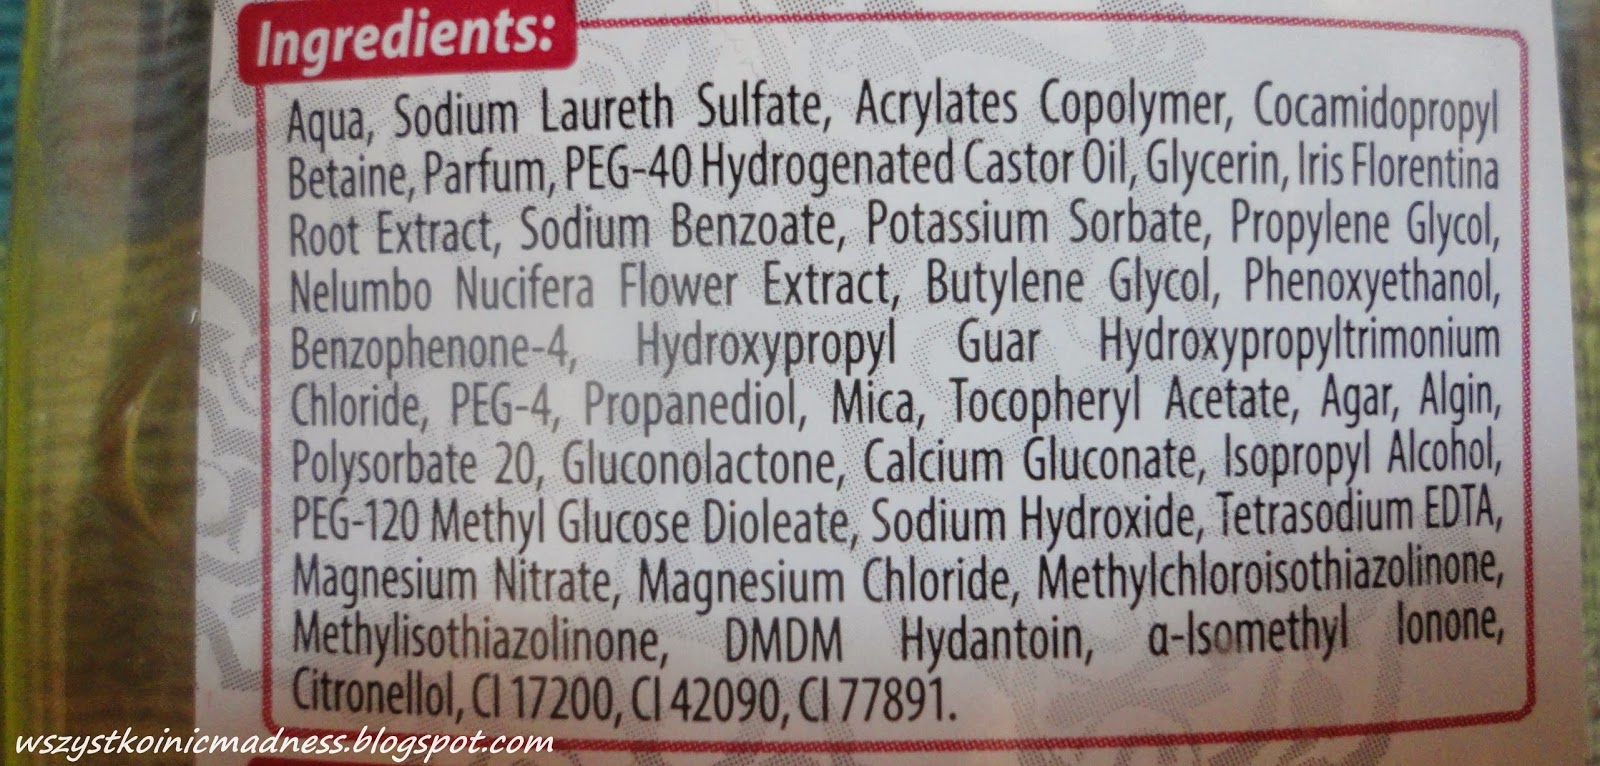 Ingredients:
Aqua, Sodium Laureth Sulfate, Acrylates Copolymer, Cocamidopropyl
Betaine, Parfum, PEG-40 Hydrogenated Castor Oil, Glycerin, Iris Florentina
Root Extract, Sodium Benzoate, Potassium Sorbate, Propylene Glycol,
Nelumbo Nucifera Flower Extract, Butylene Glycol, Phenoxyethanol,
Benzophenone-4, Hydroxypropyl Guar Hydroxypropyltrimonium
Chloride, PEG-4, Propanediol, Mica, Tocopheryl Acetate, Agar, Algin,
Polysorbate 20, Gluconolactone, Calcium Gluconate, Isopropyl Alcohol,
PEG-120 Methyl Glucose Dioleate, Sodium Hydroxide, Tetrasodium EDTA,
Magnesium Nitrate, Magnesium Chloride, Methylchloroisothiazolinone,
Methylisothiazolinone, DMDM Hydantoin, α-Isomethyl Ionone,
Citronellol, CI 17200, CI 42090, CI 77891.
wszystkoinicmadness.blogspot.com